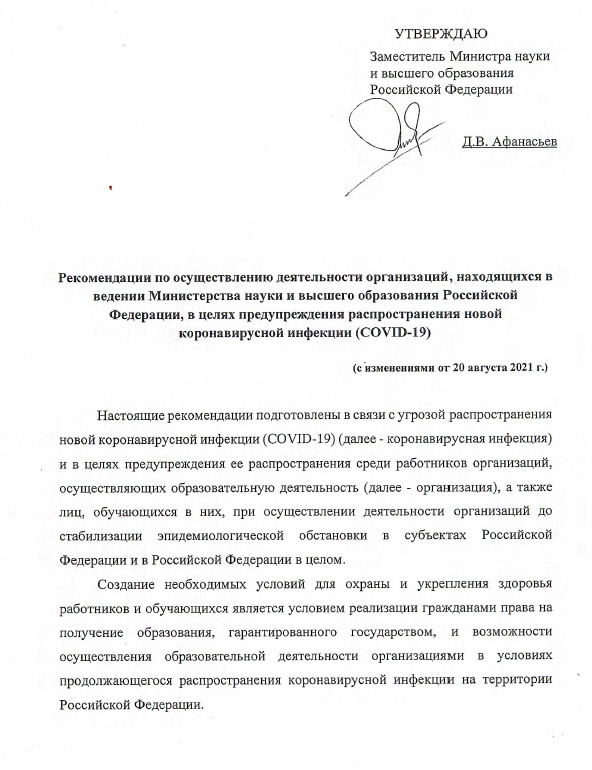 УТВЕРЖДАЮ
Заместитель Министра науки
и высшего образования
Российской Федерации
Д.В. Афанасьев
Рекомендации по осуществлению деятельности организаций, находящихся в
ведении Министерства науки и высшего образования Российской
Федерации, в целях предупреждения распространения новой
коронавирусной инфекции (COVID-19)
(с изменениями от 20 августа 2021 г.)
Настоящие рекомендации подготовлены в связи с угрозой распространения
новой коронавирусной инфекции (COVID-19) (далее - коронавирусная инфекция)
и в целях предупреждения ее распространения среди работников организаций,
осуществляющих образовательную деятельность (далее - организация), а также
лиц, обучающихся в них, при осуществлении деятельности организаций до
стабилизации эпидемиологической обстановки в субъектах Российской
Федерации и в Российской Федерации в целом.
Создание необходимых условий для охраны и укрепления здоровья
работников и обучающихся является условием реализации гражданами права на
получение образования, гарантированного государством, и возможности
осуществления образовательной деятельности организациями в условиях
продолжающегося распространения коронавирусной инфекции на территории
Российской Федерации.